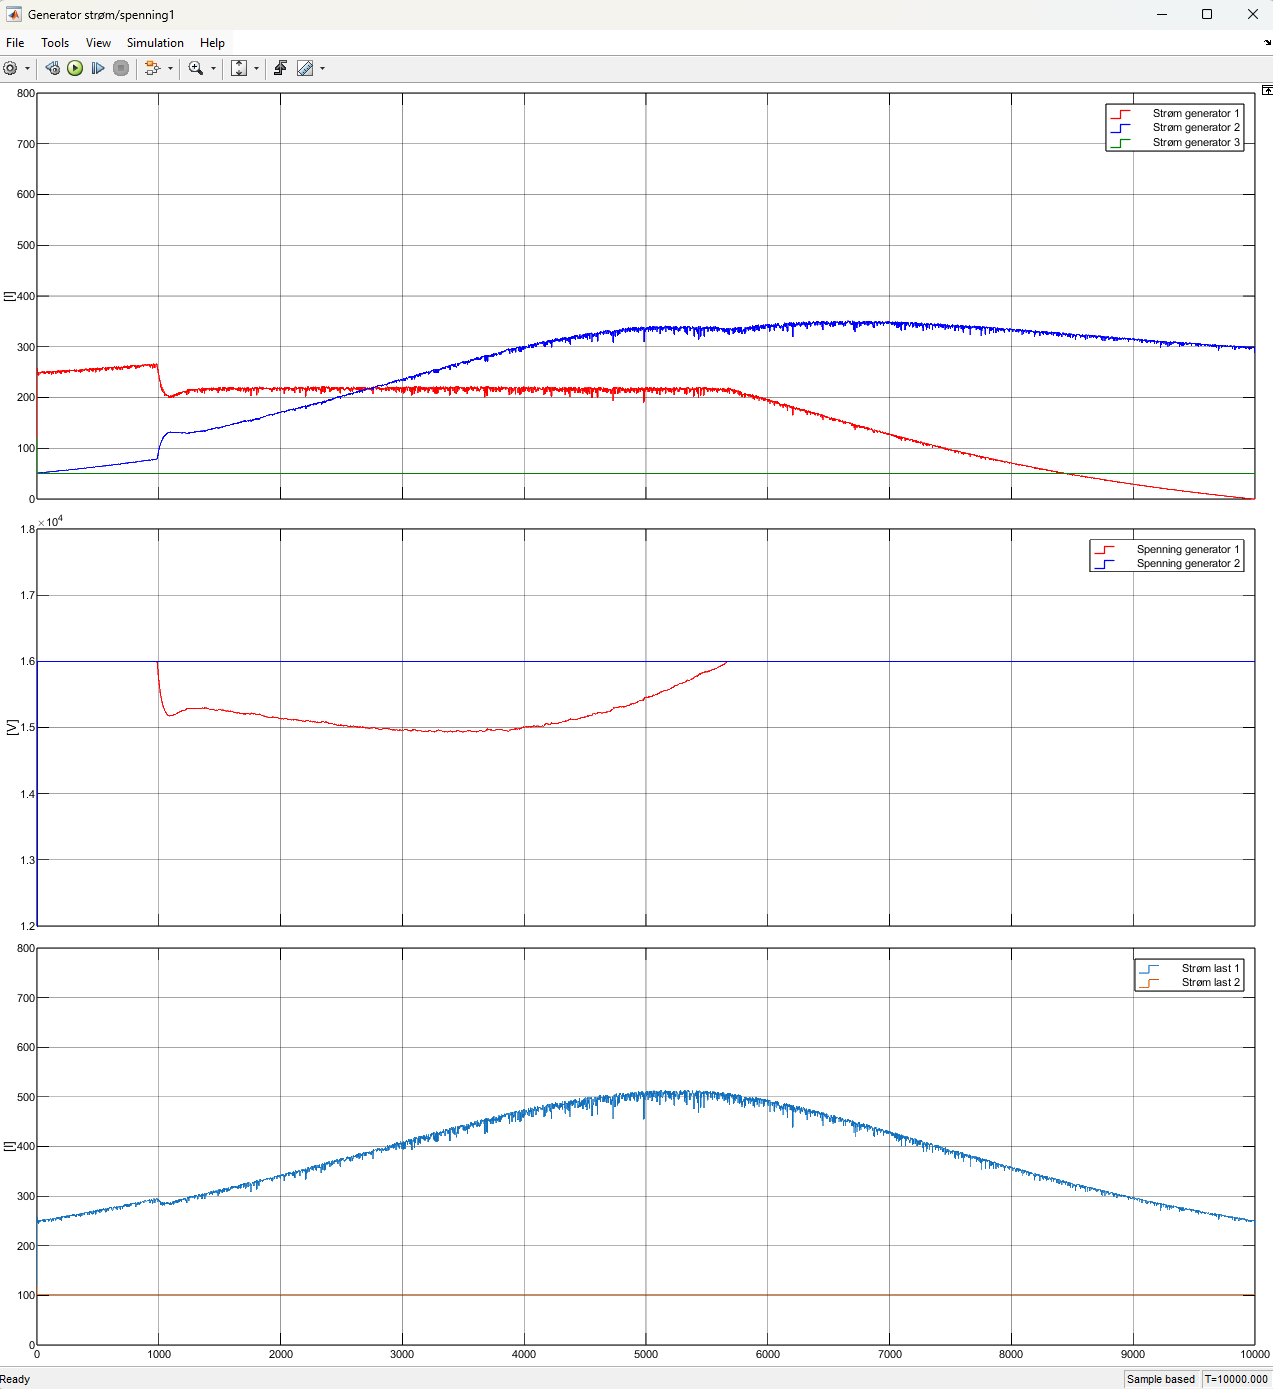 Generator strøm/spenning1
File Tools View Simulation Help
800
700
600
500
400
300
200
100
0
[I]
Strøm generator 1
Strøm generator 2
Strøm generator 3
×10^4
1.8
1.7
1.6
1.5
1.4
1.3
1.2
[V]
Spenning generator 1
Spenning generator 2
800
700
600
500
400
300
200
100
0
[I]
Strøm last 1
Strøm last 2
0 1000 2000 3000 4000 5000 6000 7000 8000 9000 10000
Ready
Sample based T=10000.000